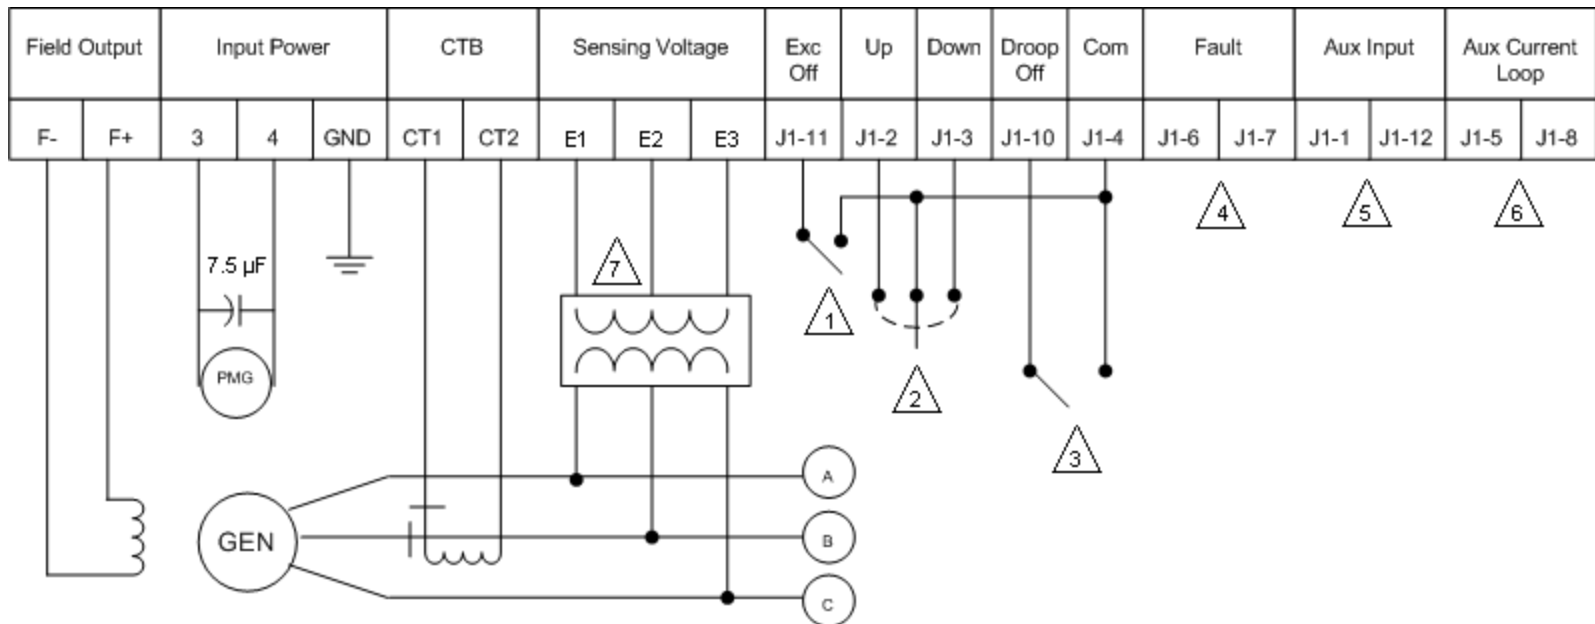 Field Output Input Power CTB Sensing Voltage Exc Off Up Down Droop Off Com Fault Aux Input Aux Current Loop
F- F+ 3 4 GND CT1 CT2 E1 E2 E3 J1-11 J1-2 J1-3 J1-10 J1-4 J1-6 J1-7 J1-1 J1-12 J1-5 J1-8
4 5 6
7.5 µF 7
1
PMG
2
3
A
GEN B
C